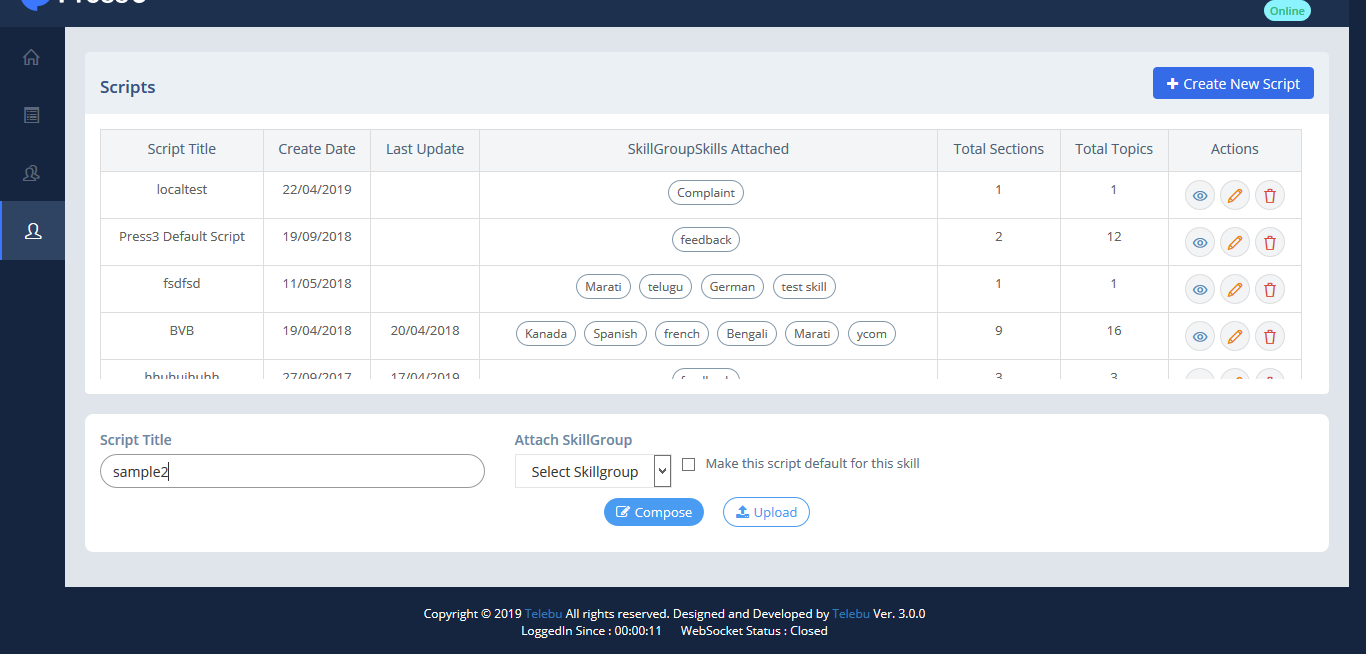 Online
Scripts
Create New Script
Script Title Create Date Last Update SkillGroupSkills Attached Total Sections Total Topics Actions
localtest 22/04/2019 Complaint 1 1
Press3 Default Script 19/09/2018 feedback 2 12
fsdfsd 11/05/2018 Marati telugu German test skill 1 1
BVB 19/04/2018 20/04/2018 Kanada Spanish french Bengali Marati ycom 9 16
27/09/2017 17/04/2019 3 3
Script Title Attach SkillGroup
sample2 Select Skillgroup Make this script default for this skill
Compose Upload
Copyright © 2019 Telebu All rights reserved. Designed and Developed by Telebu Ver. 3.0.0
LoggedIn Since : 00:00:11 WebSocket Status : Closed